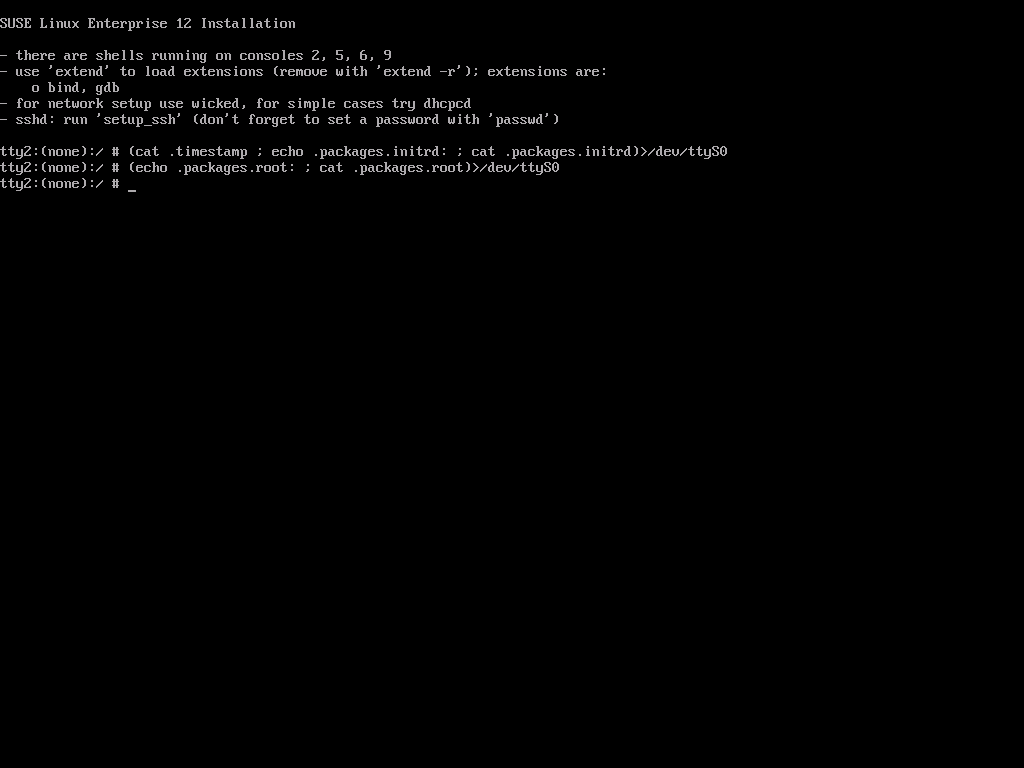 SUSE Linux Enterprise 12 Installation
- there are shells running on consoles 2, 5, 6, 9
- use 'extend' to load extensions (remove with 'extend -r'); extensions are:
o bind, gdb
- for network setup use wicked, for simple cases try dhcpcd
- sshd: run 'setup_ssh' (don't forget to set a password with 'passwd')
tty2:(none):/ # (cat .timestamp ; echo .packages.initrd: ; cat .packages.initrd)>/dev/ttyS0
tty2:(none):/ # (echo .packages.root: ; cat .packages.root)>/dev/ttyS0
tty2:(none):/ # _